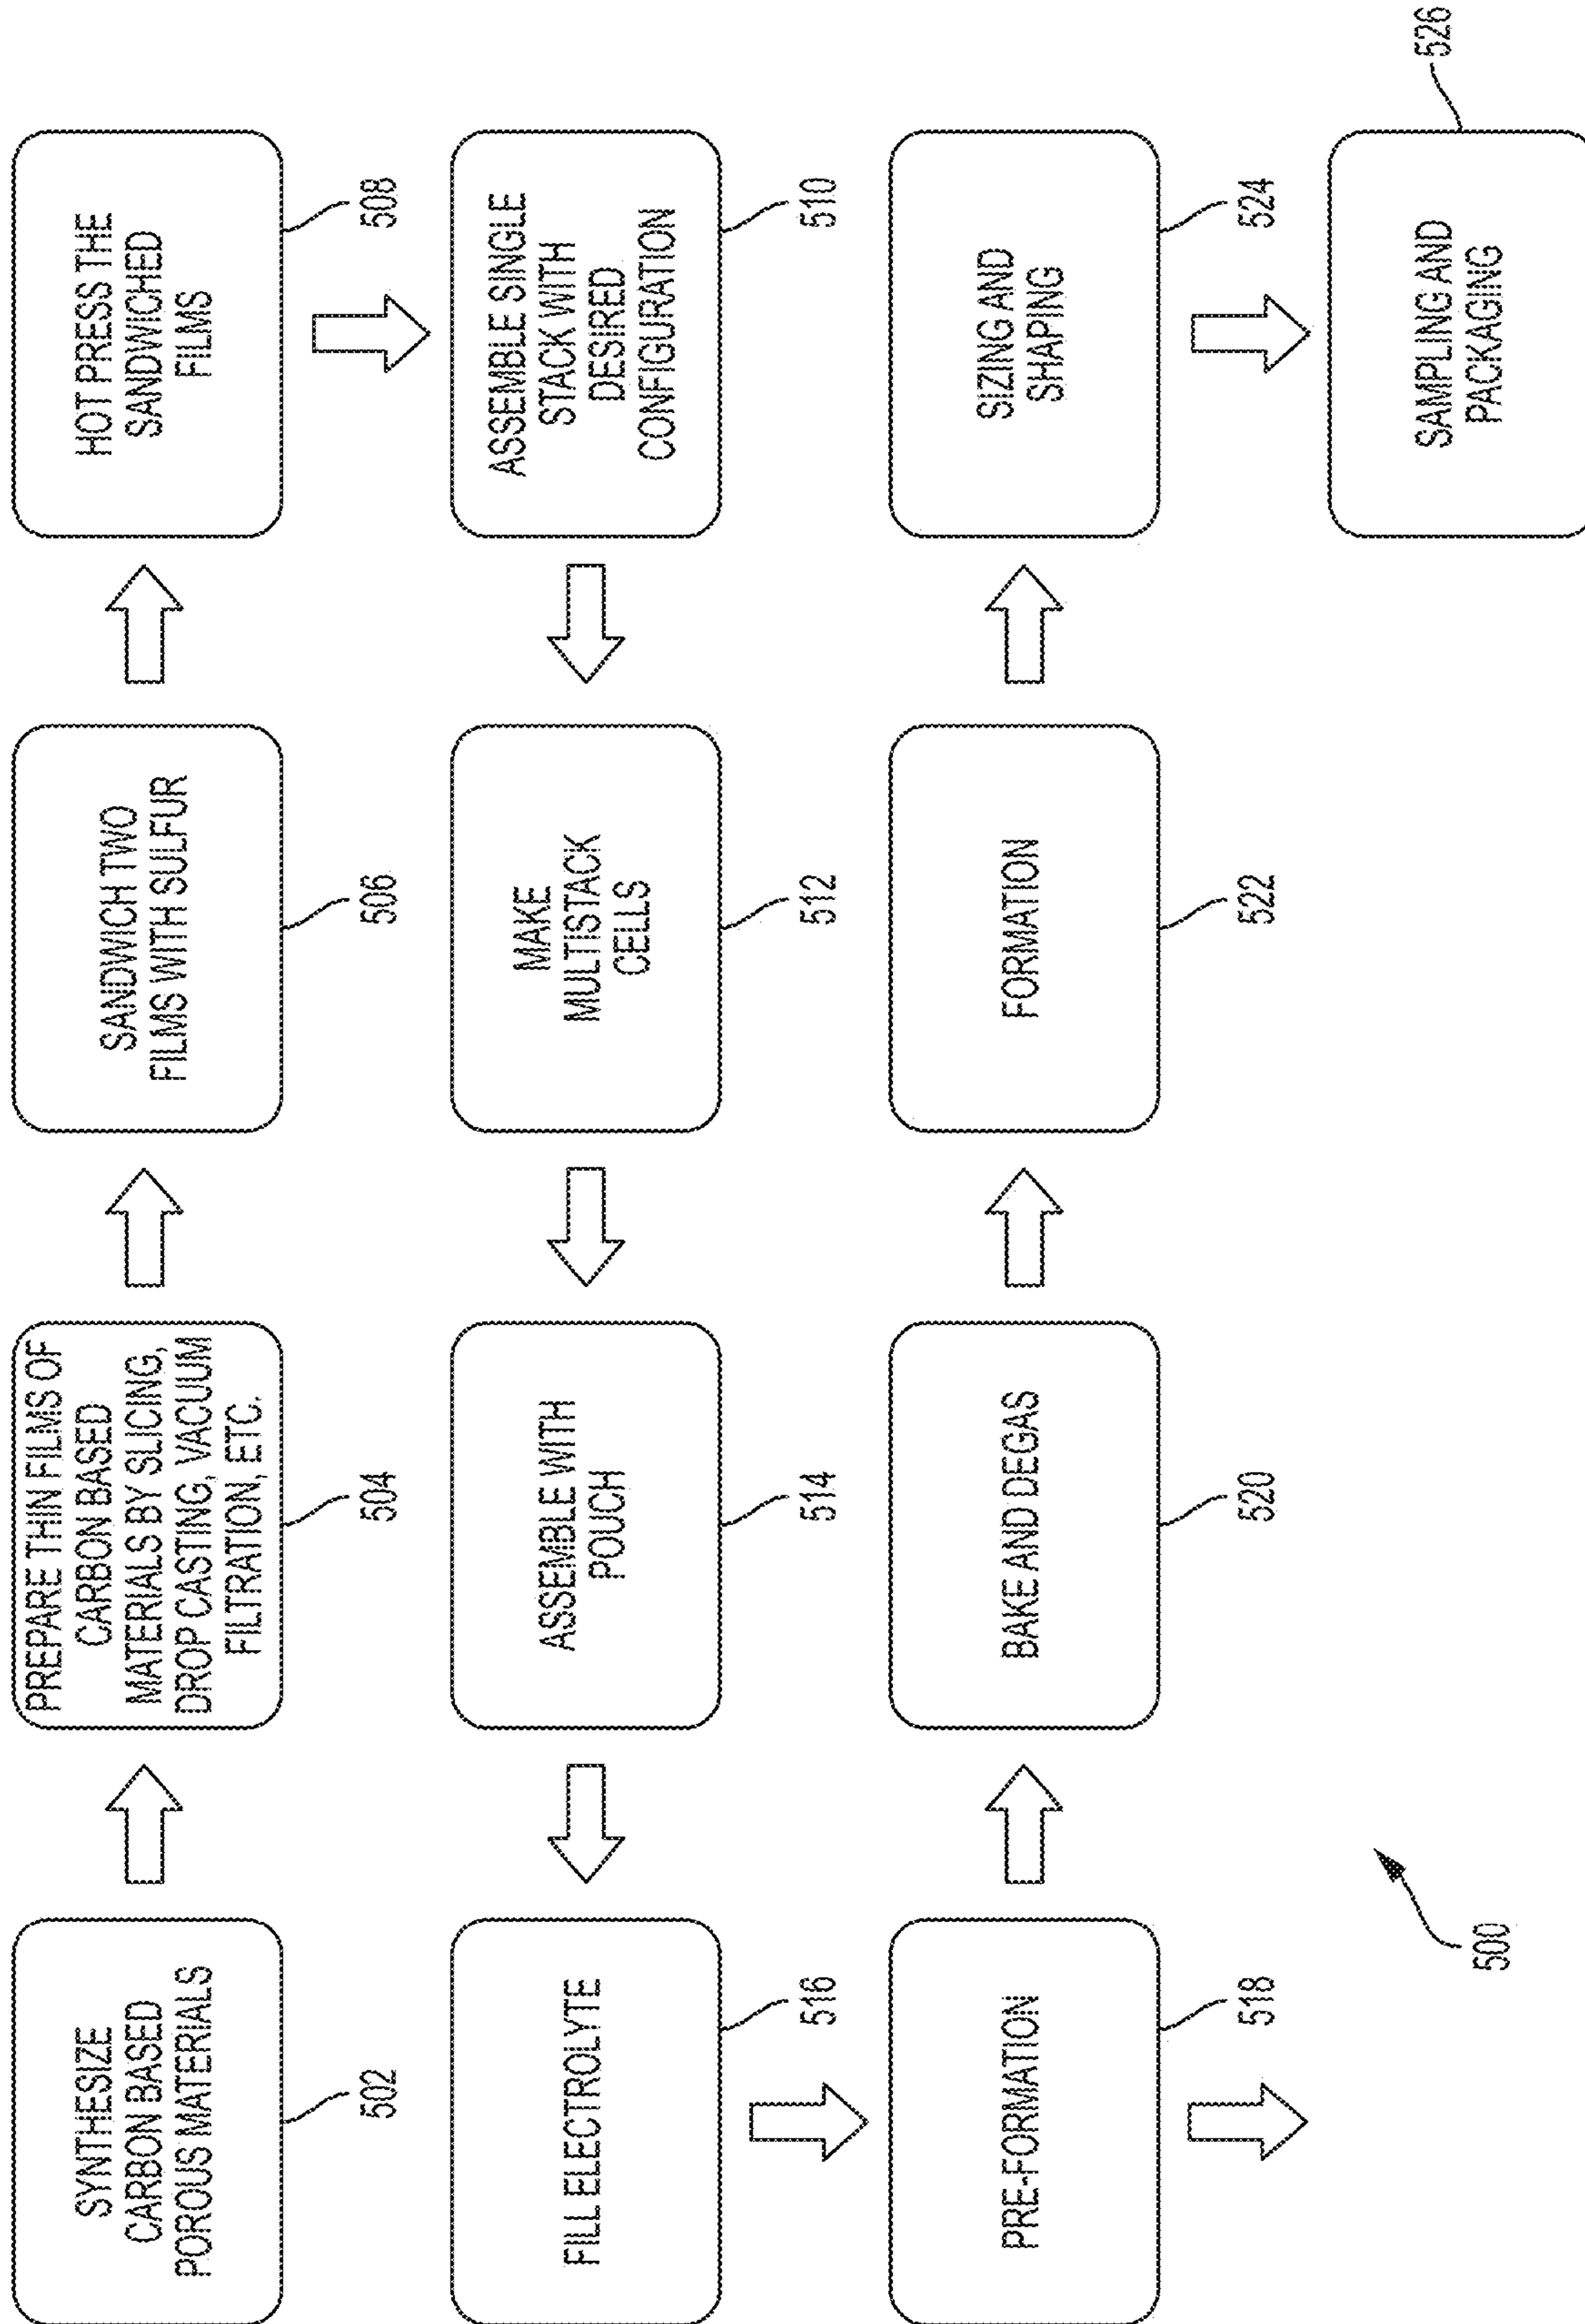 SYNTHESIZE
CARBON BASED
POROUS MATERIALS
502
PREPARE THIN FILMS OF
CARBON BASED
MATERIALS BY SLICING,
DROP CASTING, VACUUM
FILTRATION, ETC.
504
SANDWICH TWO
FILMS WITH SULFUR
506
HOT PRESS THE
SANDWICHED
FILMS
508
ASSEMBLE SINGLE
STACK WITH
DESIRED
CONFIGURATION
510
MAKE
MULTISTACK
CELLS
512
ASSEMBLE WITH
POUCH
514
FILL ELECTROLYTE
516
PRE-FORMATION
518
BAKE AND DEGAS
520
FORMATION
522
SIZING AND
SHAPING
524
SAMPLING AND
PACKAGING
526
500